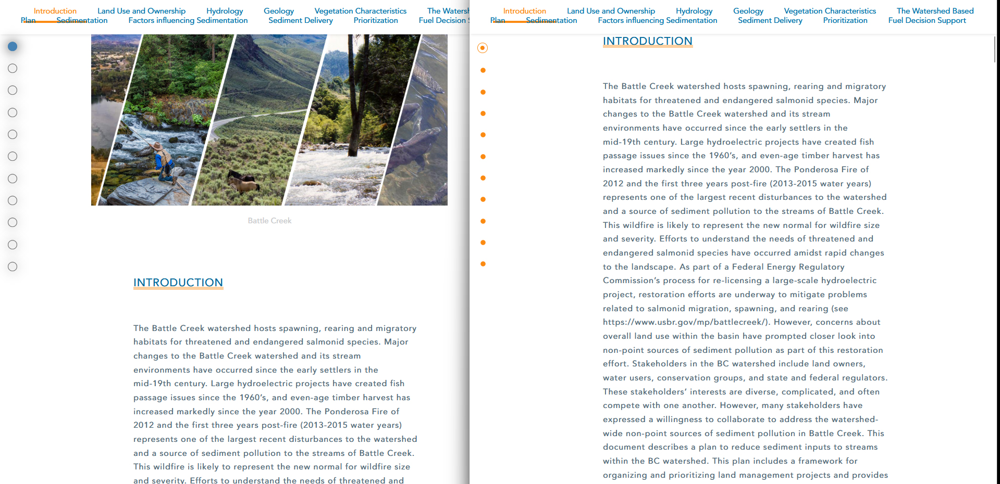 Introduction Land Use and Ownership Hydrology Geology Vegetation Characteristics The Watersh
Plan Sedimentation Factors influencing Sedimentation Sediment Delivery Prioritization Fuel Decision S
Battle Creek
INTRODUCTION
The Battle Creek watershed hosts spawning, rearing and migratory
habitats for threatened and endangered salmonid species. Major
changes to the Battle Creek watershed and its stream
environments have occurred since the early settlers in the
mid-19th century. Large hydroelectric projects have created fish
passage issues since the 1960’s, and even-age timber harvest has
increased markedly since the year 2000. The Ponderosa Fire of
2012 and the first three years post-fire (2013-2015 water years)
represents one of the largest recent disturbances to the watershed
and a source of sediment pollution to the streams of Battle Creek.
This wildfire is likely to represent the new normal for wildfire size
and severity. Efforts to understand the needs of threatened and
Introduction Land Use and Ownership Hydrology Geology Vegetation Characteristics The Watershed Based
Plan Sedimentation Factors influencing Sedimentation Sediment Delivery Prioritization Fuel Decision Support
INTRODUCTION
The Battle Creek watershed hosts spawning, rearing and migratory
habitats for threatened and endangered salmonid species. Major
changes to the Battle Creek watershed and its stream
environments have occurred since the early settlers in the
mid-19th century. Large hydroelectric projects have created fish
passage issues since the 1960’s, and even-age timber harvest has
increased markedly since the year 2000. The Ponderosa Fire of
2012 and the first three years post-fire (2013-2015 water years)
represents one of the largest recent disturbances to the watershed
and a source of sediment pollution to the streams of Battle Creek.
This wildfire is likely to represent the new normal for wildfire size
and severity. Efforts to understand the needs of threatened and
endangered salmonid species have occurred amidst rapid changes
to the landscape. As part of a Federal Energy Regulatory
Commission’s process for re-licensing a large-scale hydroelectric
project, restoration efforts are underway to mitigate problems
related to salmonid migration, spawning, and rearing (see
https://www.usbr.gov/mp/battlecreek/). However, concerns about
overall land use within the basin have prompted closer look into
non-point sources of sediment pollution as part of this restoration
effort. Stakeholders in the BC watershed include land owners,
water users, conservation groups, and state and federal regulators.
These stakeholders’ interests are diverse, complicated, and often
compete with one another. However, many stakeholders have
expressed a willingness to collaborate to address the watershed-
wide non-point sources of sediment pollution in Battle Creek. This
document describes a plan to reduce sediment inputs to streams
within the BC watershed. This plan includes a framework for
organizing and prioritizing land management projects and provides